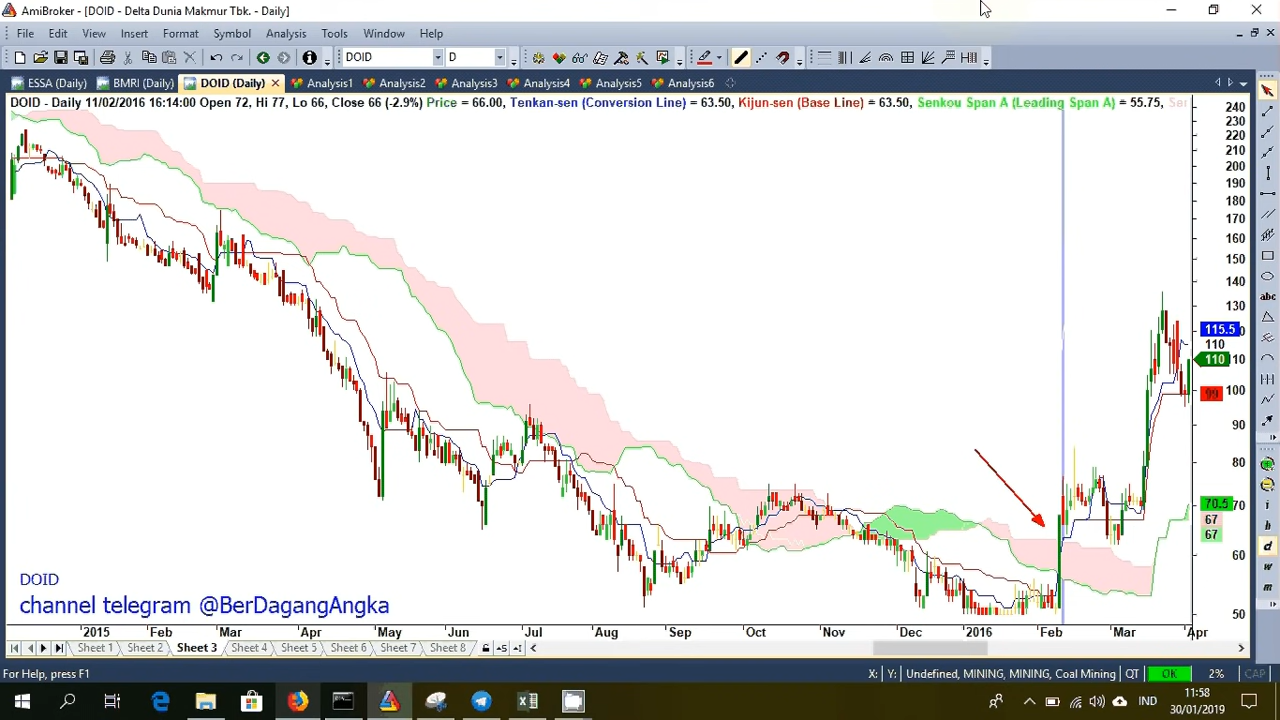 AmiBroker - [DOID - Delta Dunia Makmur Tbk. - Daily]
File Edit View Insert Format Symbol Analysis Tools Window Help
DOID D
ESSA (Daily) BMRI (Daily) DOID (Daily) Analysis1 Analysis2 Analysis3 Analysis4 Analysis5 Analysis6
DOID - Daily 11/02/2016 16:14:00 Open 72, Hi 77, Lo 66, Close 66 (-2.9%) Price = 66.00, Tenkan-sen (Conversion Line) = 63.50, Kijun-sen (Base Line) = 63.50, Senkou Span A (Leading Span A) = 55.75,
240
230
220
210
200
190
180
170
160
150
140
130
115.5
110
110
100
99
90
80
70.5
67
67
60
50
abc
i
b
d
w
m
DOID
channel telegram @BerDagangAngka
2015 Feb Mar Apr May Jun Jul Aug Sep Oct Nov Dec 2016 Feb Mar Apr
Sheet 1 Sheet 2 Sheet 3 Sheet 4 Sheet 5 Sheet 6 Sheet 7 Sheet 8
For Help, press F1 X: Y: Undefined, MINING, MINING, Coal Mining QT OK 2% CAP
IND 11:58
30/01/2019